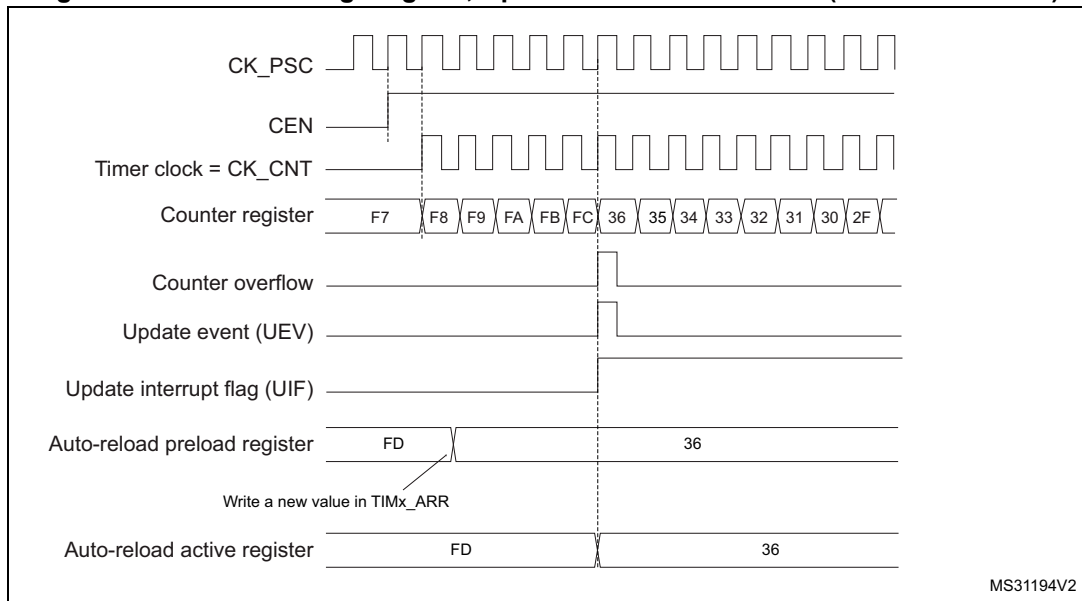 CK_PSC
CEN
Timer clock = CK_CNT
Counter register F7 F8 F9 FA FB FC 36 35 34 33 32 31 30 2F
Counter overflow
Update event (UEV)
Update interrupt flag (UIF)
Auto-reload preload register FD 36
Write a new value in TIMx_ARR
Auto-reload active register FD 36
MS31194V2